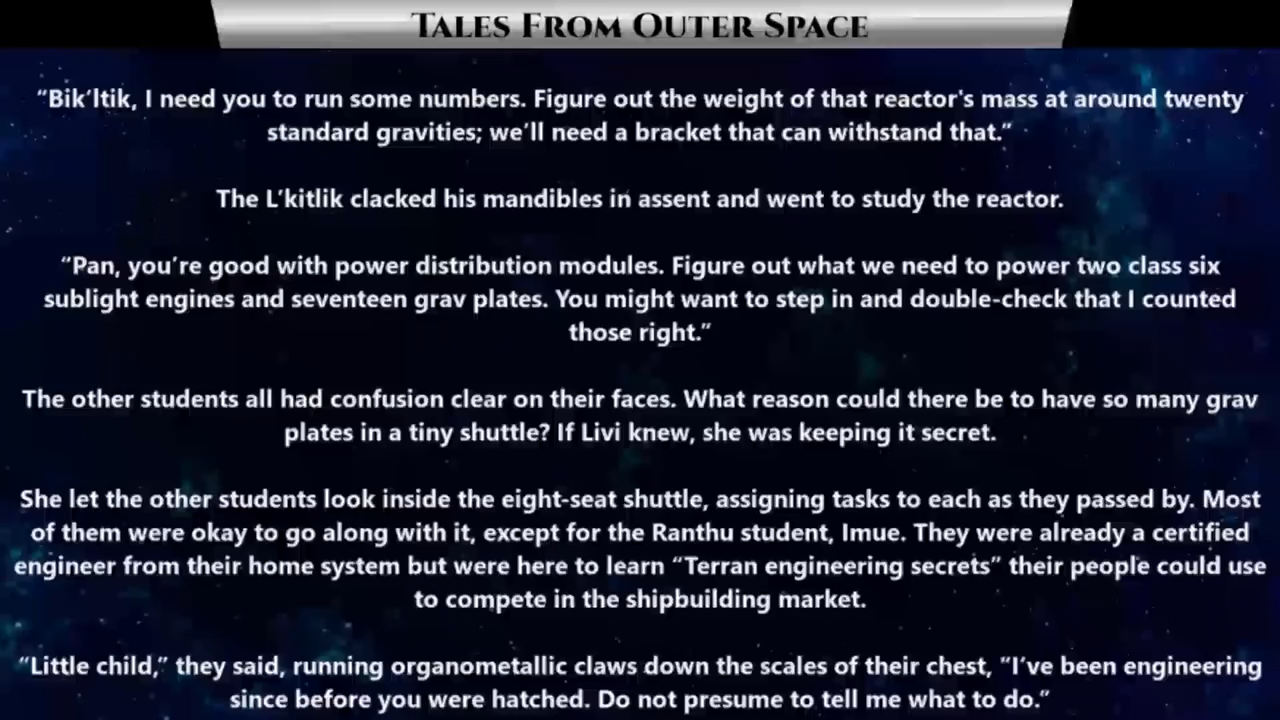 Tales From Outer Space
“Bik’ltik, I need you to run some numbers. Figure out the weight of that reactor's mass at around twenty
standard gravities; we’ll need a bracket that can withstand that.”
The L’kitlik clacked his mandibles in assent and went to study the reactor.
“Pan, you’re good with power distribution modules. Figure out what we need to power two class six
sublight engines and seventeen grav plates. You might want to step in and double-check that I counted
those right.”
The other students all had confusion clear on their faces. What reason could there be to have so many grav
plates in a tiny shuttle? If Livi knew, she was keeping it secret.
She let the other students look inside the eight-seat shuttle, assigning tasks to each as they passed by. Most
of them were okay to go along with it, except for the Ranthu student, Imue. They were already a certified
engineer from their home system but were here to learn “Terran engineering secrets” their people could use
to compete in the shipbuilding market.
“Little child,” they said, running organometallic claws down the scales of their chest, “I’ve been engineering
since before you were hatched. Do not presume to tell me what to do.”